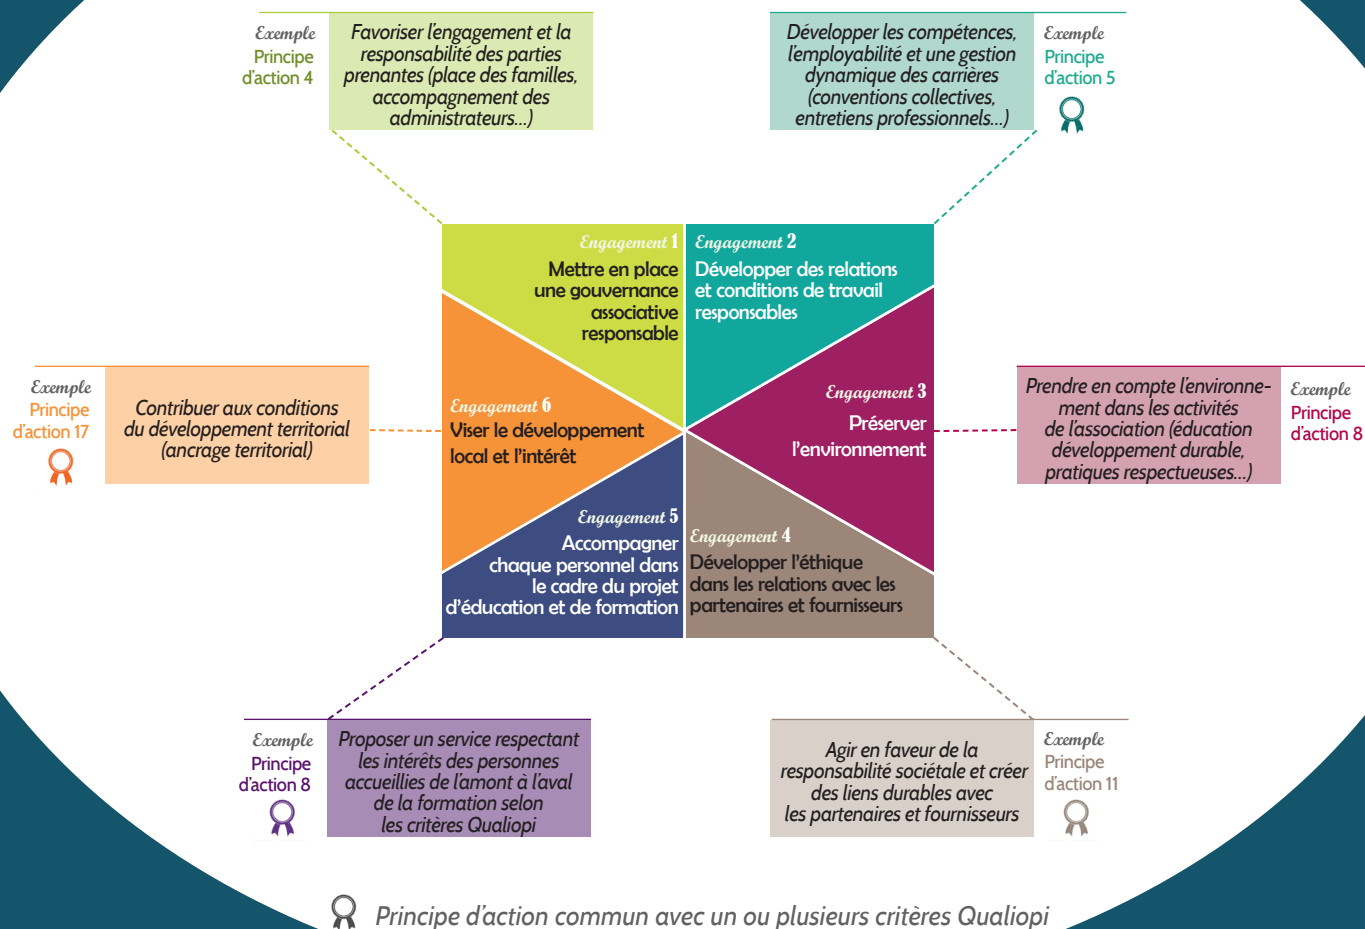 Exemple
Principe
d'action 4
Favoriser l'engagement et la
responsabilité des parties
prenantes (place des familles,
accompagnement des
administrateurs...)
Développer les compétences,
l'employabilité et une gestion
dynamique des carrières
(conventions collectives,
entretiens professionnels...)
Exemple
Principe
d'action 5
Engagement 1
Mettre en place
une gouvernance
associative
responsable
Engagement 2
Développer des relations
et conditions de travail
responsables
Exemple
Principe
d'action 17
Contribuer aux conditions
du développement territorial
(ancrage territorial)
Engagement 6
Viser le développement
local et l'intérêt
Engagement 3
Préserver
l'environnement
Prendre en compte l'environne-
ment dans les activités
de l'association (éducation
développement durable,
pratiques respectueuses...)
Exemple
Principe
d'action 8
Engagement 5
Accompagner
chaque personnel dans
le cadre du projet
d'éducation et de formation
Engagement 4
Développer l'éthique
dans les relations avec les
partenaires et fournisseurs
Exemple
Principe
d'action 8
Proposer un service respectant
les intérêts des personnes
accueillies de l'amont à l'aval
de la formation selon
les critères Qualiopi
Agir en faveur de la
responsabilité sociétale et créer
des liens durables avec
les partenaires et fournisseurs
Exemple
Principe
d'action 11
Principe d'action commun avec un ou plusieurs critères Qualiopi